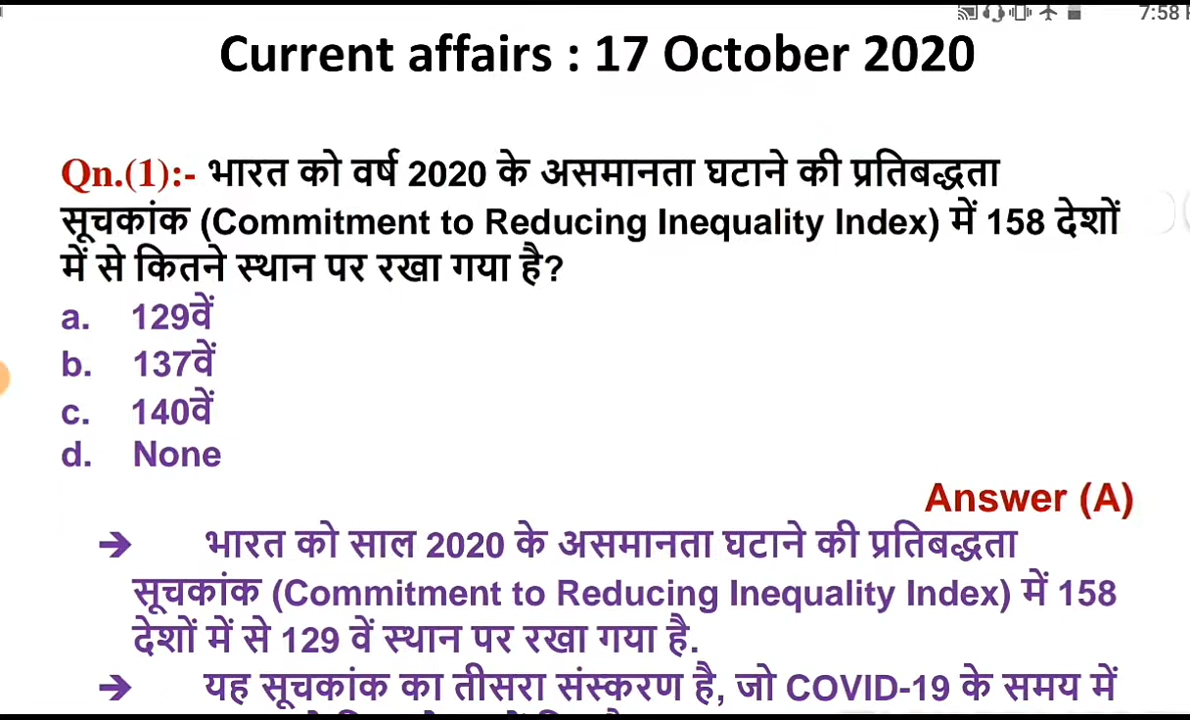 7:58
Current affairs : 17 October 2020
Qn.(1):- भारत को वर्ष 2020 के असमानता घटाने की प्रतिबद्धता
सूचकांक (Commitment to Reducing Inequality Index) में 158 देशों
में से कितने स्थान पर रखा गया है?
a. 129वें
b. 137वें
c. 140वें
d. None
Answer (A)
➔ भारत को साल 2020 के असमानता घटाने की प्रतिबद्धता
सूचकांक (Commitment to Reducing Inequality Index) में 158
देशों में से 129 वें स्थान पर रखा गया है.
➔ यह सूचकांक का तीसरा संस्करण है, जो COVID-19 के समय में